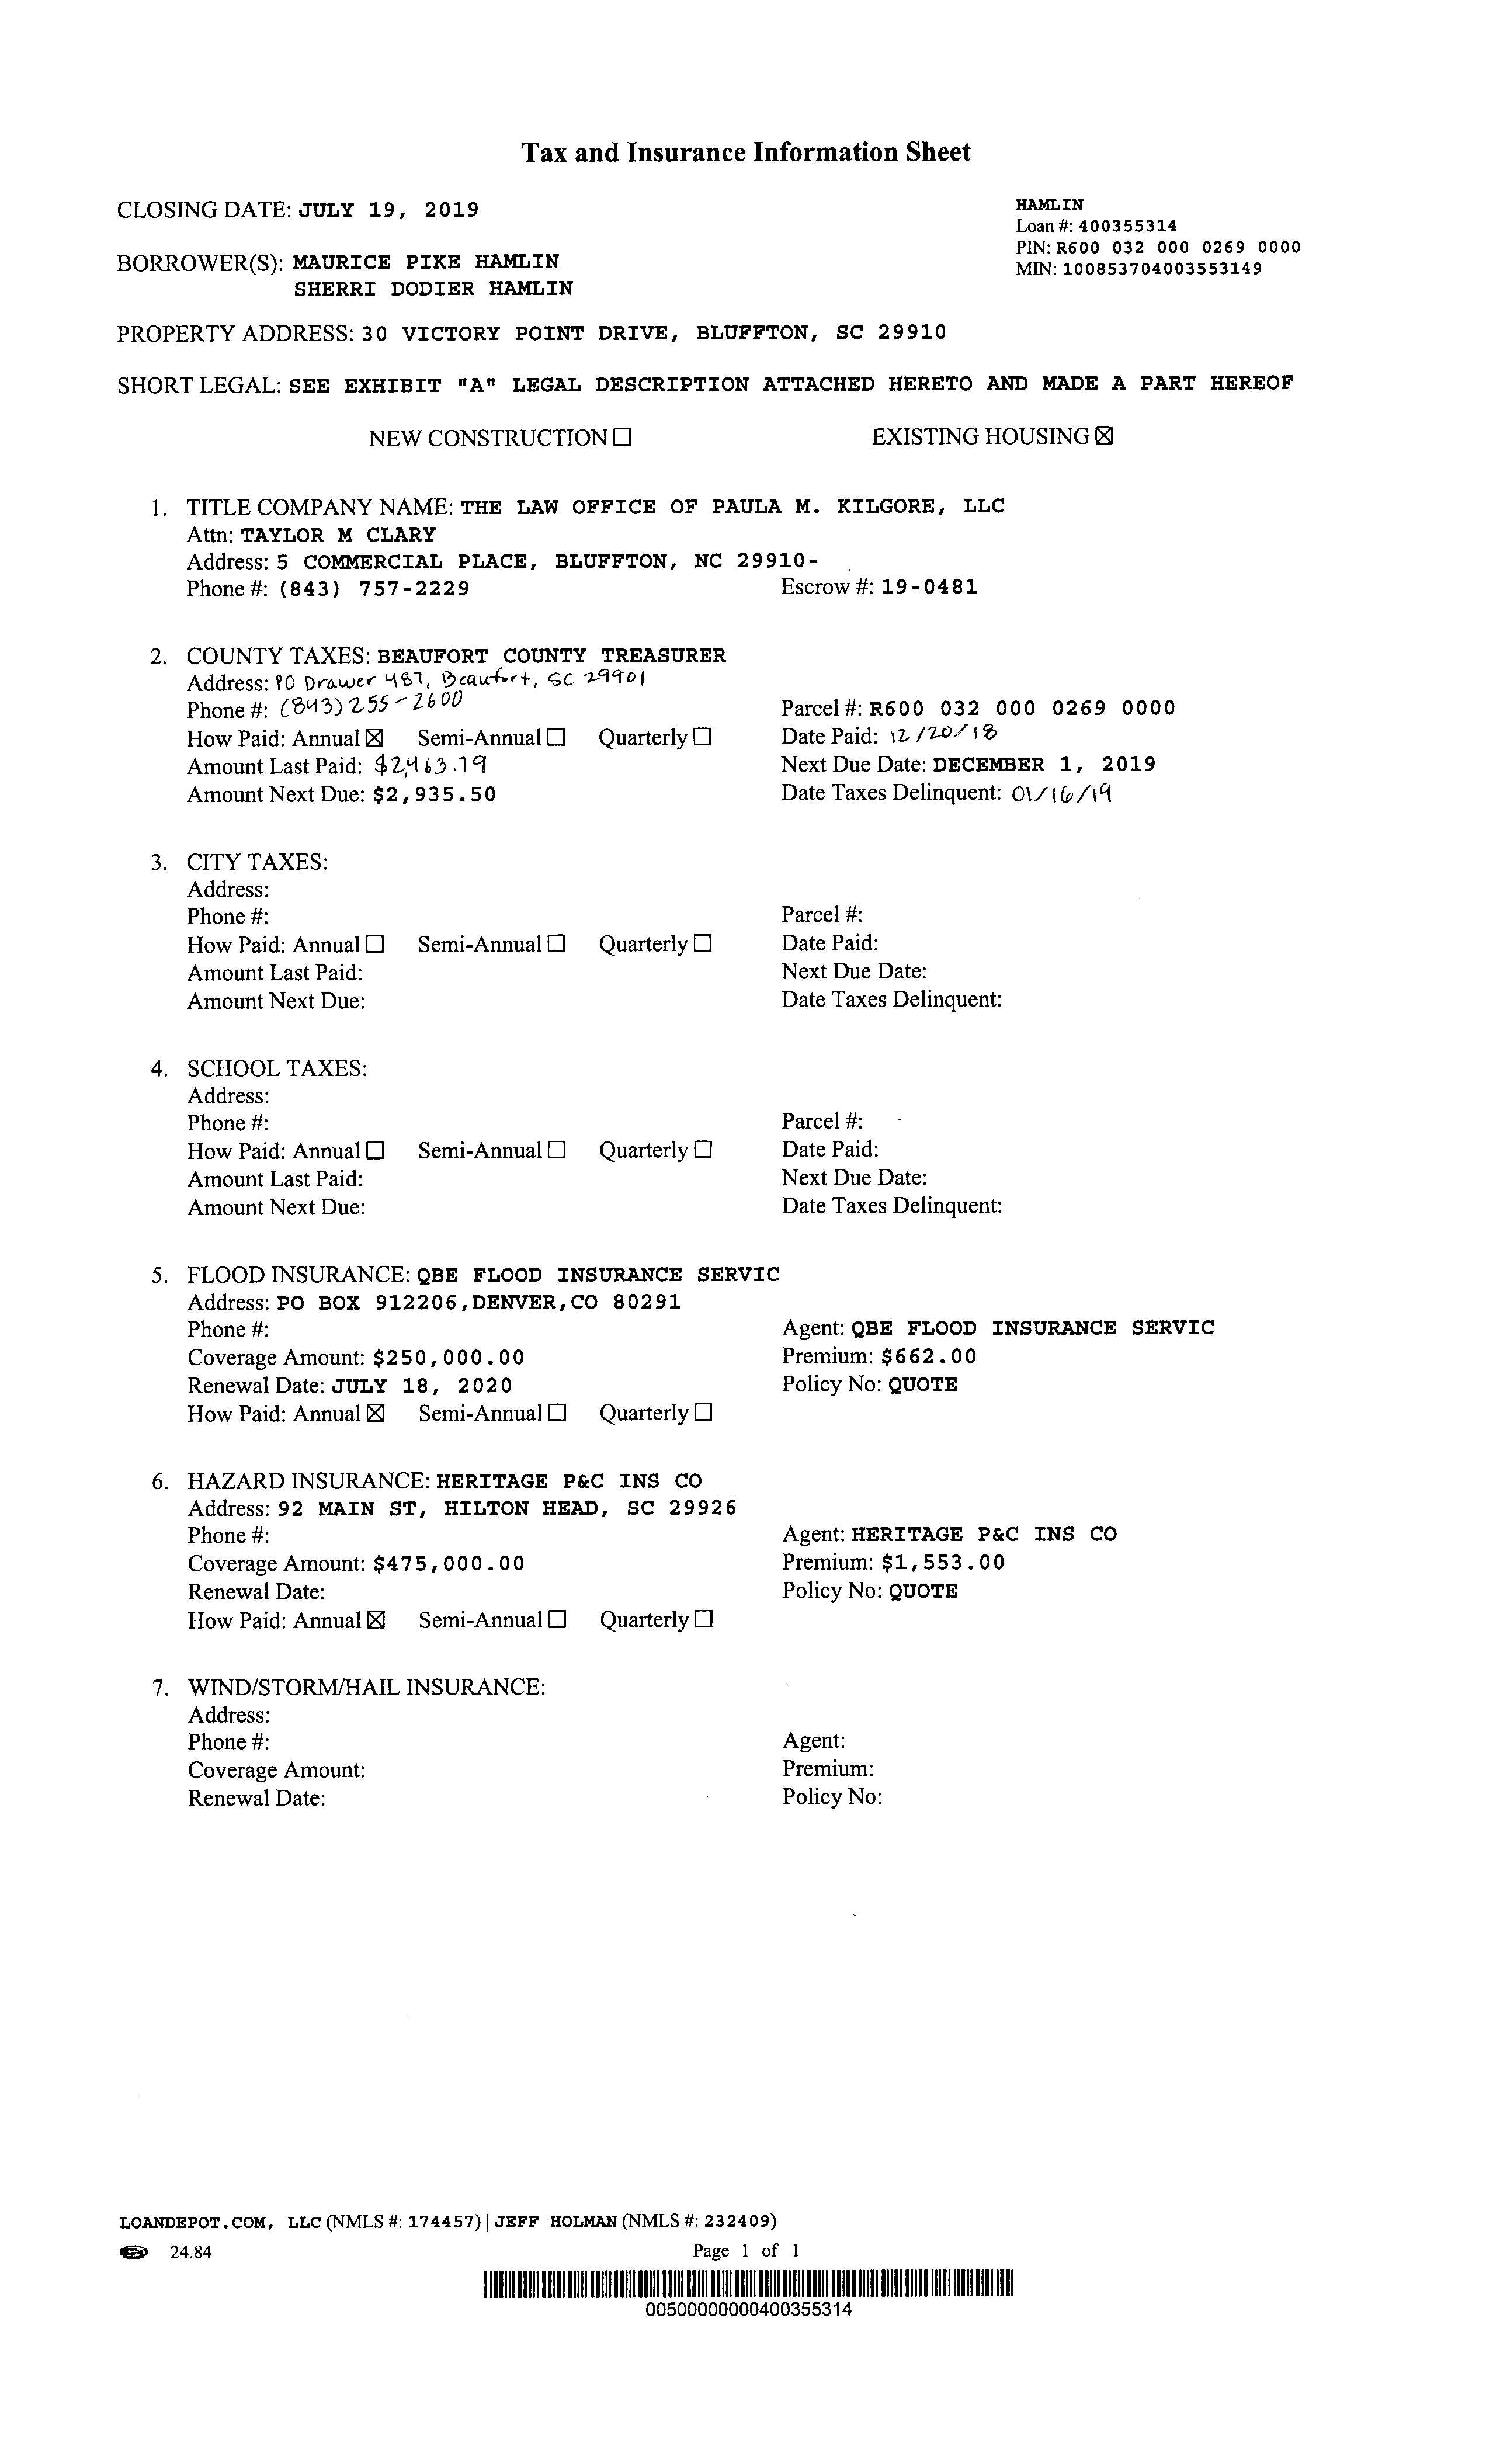 Tax and Insurance Information Sheet
CLOSING DATE: JULY 19, 2019
HAMLIN
Loan #: 400355314
PIN: R600 032 000 0269 0000
MIN: 100853704003553149
BORROWER(S): MAURICE PIKE HAMLIN
SHERRI DODIER HAMLIN
PROPERTY ADDRESS: 30 VICTORY POINT DRIVE, BLUFFTON, SC 29910
SHORT LEGAL: SEE EXHIBIT "A" LEGAL DESCRIPTION ATTACHED HERETO AND MADE A PART HEREOF
NEW CONSTRUCTION ☐ EXISTING HOUSING ☒
1. TITLE COMPANY NAME: THE LAW OFFICE OF PAULA M. KILGORE, LLC
Attn: TAYLOR M CLARY
Address: 5 COMMERCIAL PLACE, BLUFFTON, NC 29910-
Phone #: (843) 757-2229 Escrow #: 19-0481
2. COUNTY TAXES: BEAUFORT COUNTY TREASURER
Address: PO Drawer 487, Beaufort, SC 29901
Phone #: (843) 255-2600 Parcel #: R600 032 000 0269 0000
How Paid: Annual ☒ Semi-Annual ☐ Quarterly ☐ Date Paid: 12/20/18
Amount Last Paid: $2,463.79 Next Due Date: DECEMBER 1, 2019
Amount Next Due: $2,935.50 Date Taxes Delinquent: 01/16/19
3. CITY TAXES:
Address:
Phone #: Parcel #:
How Paid: Annual ☐ Semi-Annual ☐ Quarterly ☐ Date Paid:
Amount Last Paid: Next Due Date:
Amount Next Due: Date Taxes Delinquent:
4. SCHOOL TAXES:
Address:
Phone #: Parcel #:
How Paid: Annual ☐ Semi-Annual ☐ Quarterly ☐ Date Paid:
Amount Last Paid: Next Due Date:
Amount Next Due: Date Taxes Delinquent:
5. FLOOD INSURANCE: QBE FLOOD INSURANCE SERVIC
Address: PO BOX 912206,DENVER,CO 80291
Phone #: Agent: QBE FLOOD INSURANCE SERVIC
Coverage Amount: $250,000.00 Premium: $662.00
Renewal Date: JULY 18, 2020 Policy No: QUOTE
How Paid: Annual ☒ Semi-Annual ☐ Quarterly ☐
6. HAZARD INSURANCE: HERITAGE P&C INS CO
Address: 92 MAIN ST, HILTON HEAD, SC 29926
Phone #: Agent: HERITAGE P&C INS CO
Coverage Amount: $475,000.00 Premium: $1,553.00
Renewal Date: Policy No: QUOTE
How Paid: Annual ☒ Semi-Annual ☐ Quarterly ☐
7. WIND/STORM/HAIL INSURANCE:
Address:
Phone #: Agent:
Coverage Amount: Premium:
Renewal Date: Policy No:
LOANDEPOT.COM, LLC (NMLS #: 174457) | JEFF HOLMAN (NMLS #: 232409)
24.84 Page 1 of 1
00500000000400355314